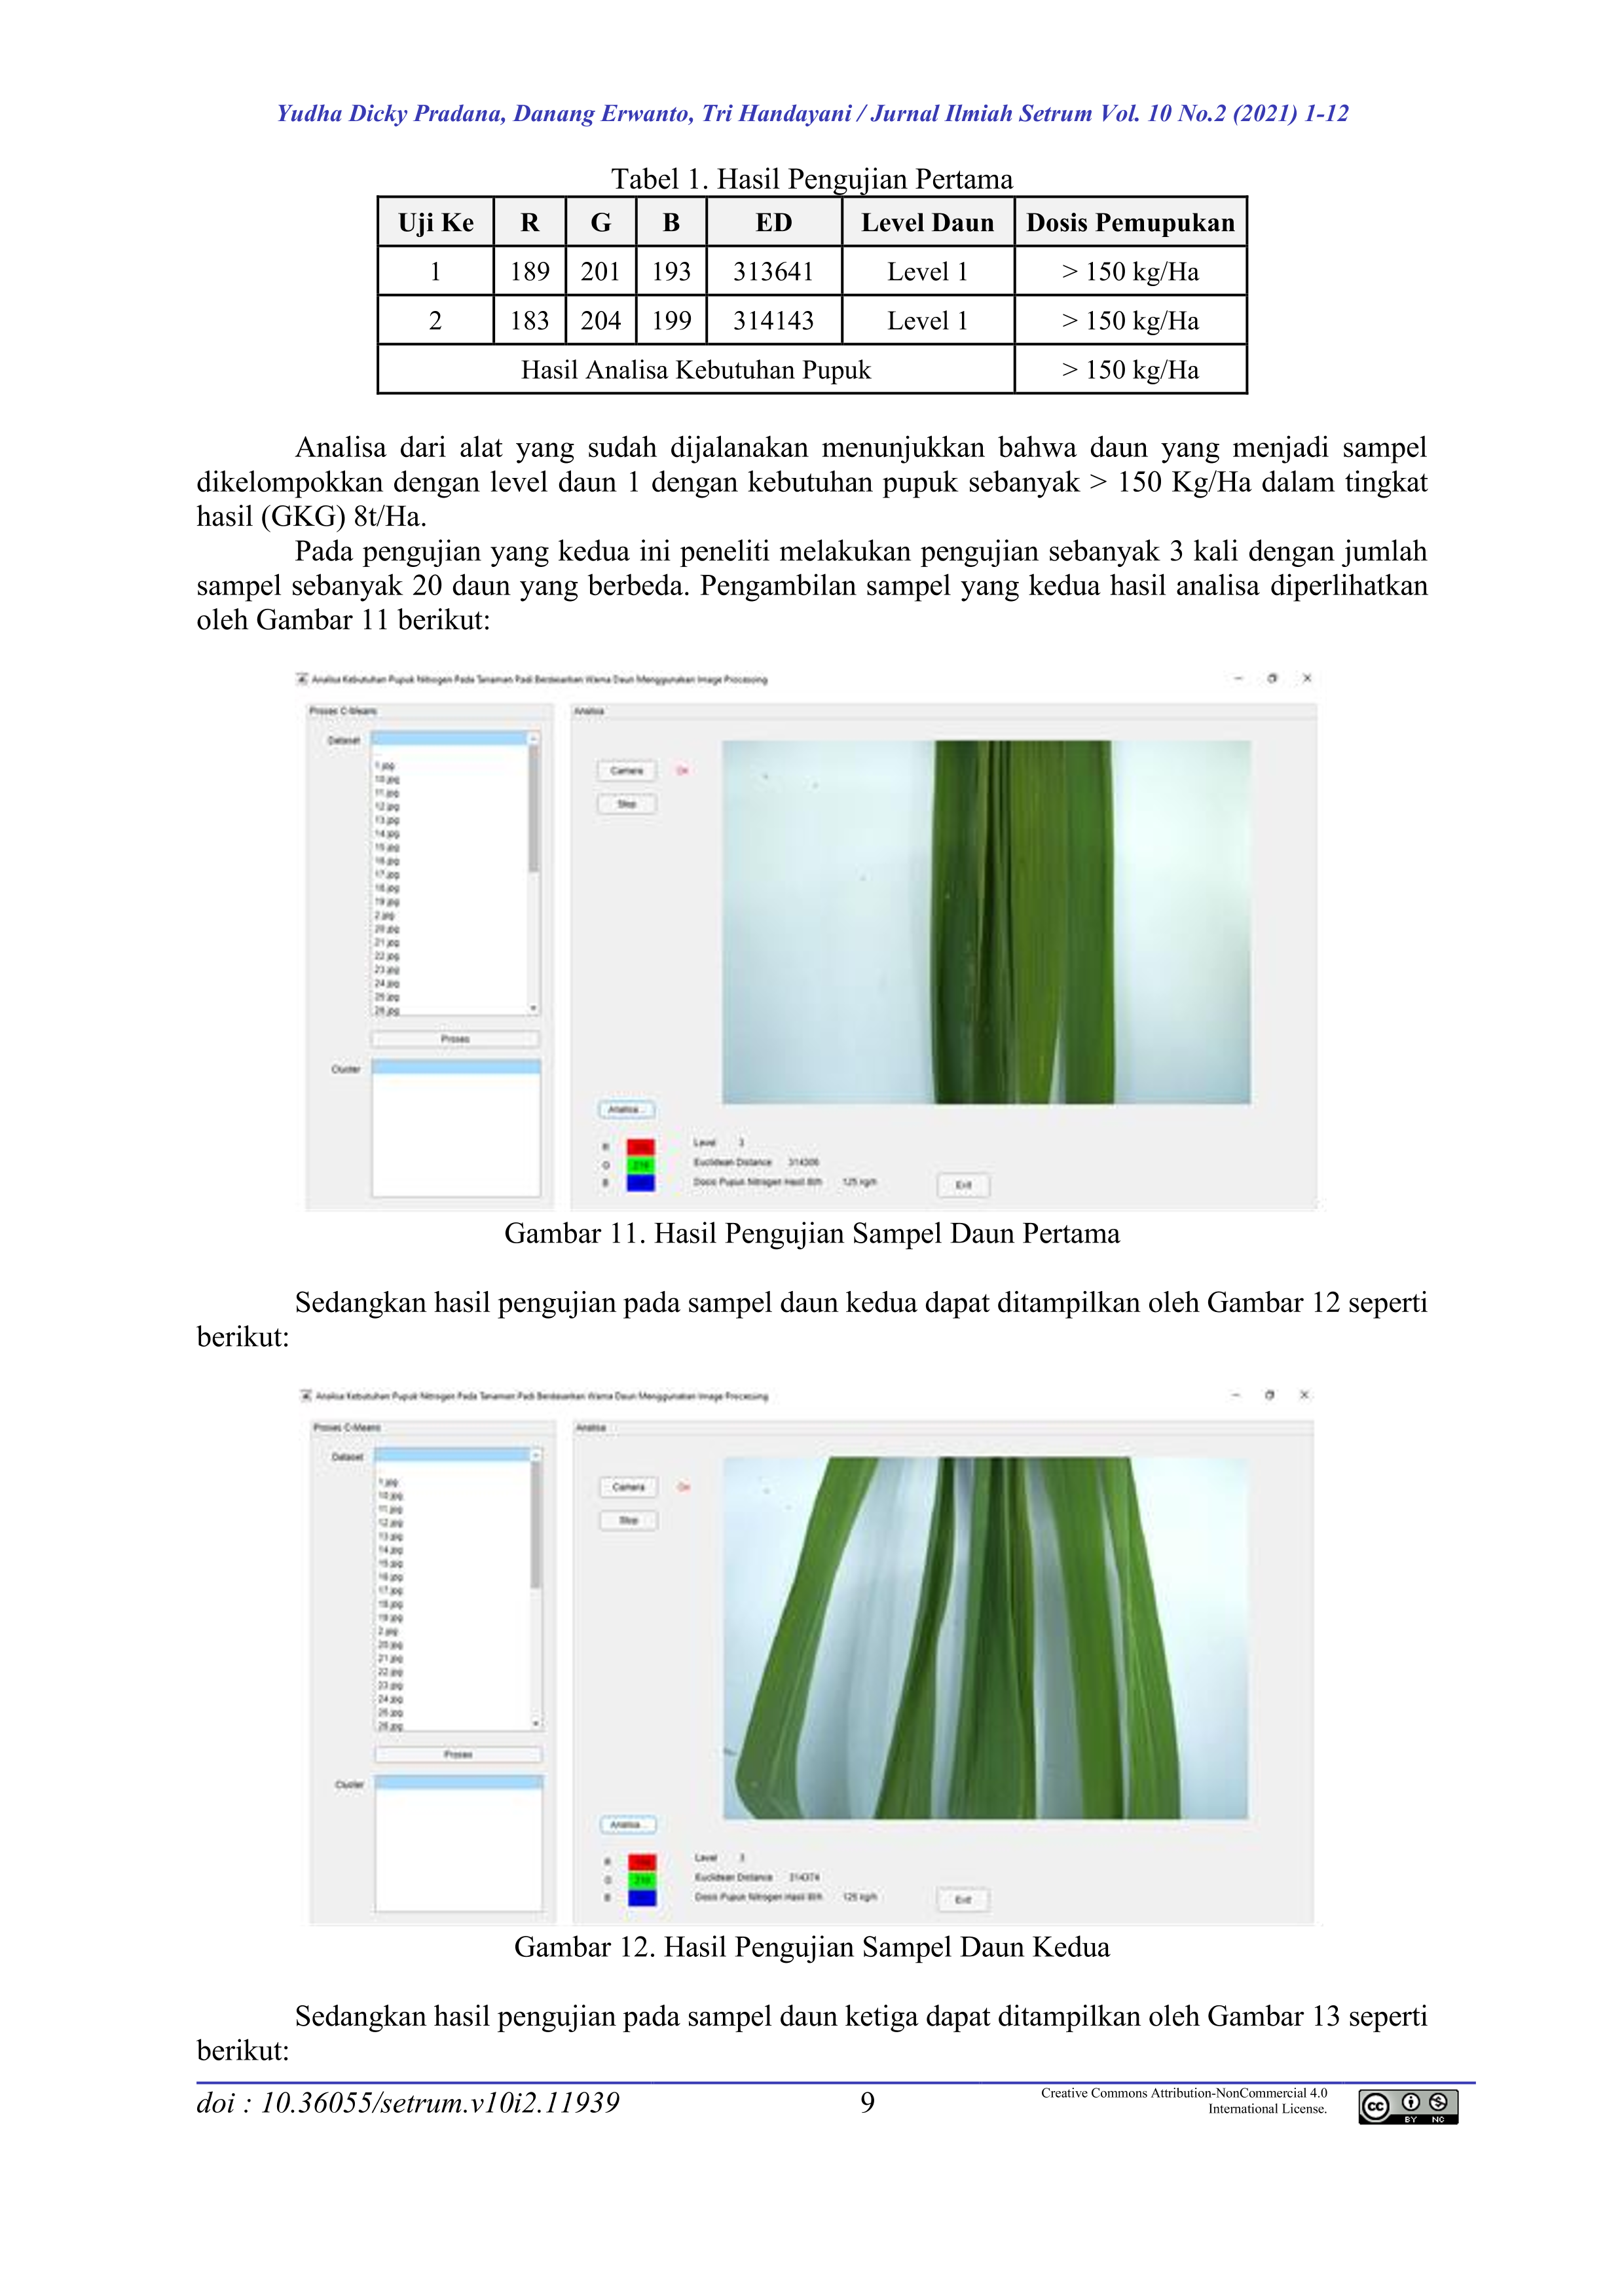 Yudha Dicky Pradana, Danang Erwanto, Tri Handayani / Jurnal Ilmiah Setrum Vol. 10 No.2 (2021) 1-12
Tabel 1. Hasil Pengujian Pertama
Uji Ke R G B ED Level Daun Dosis Pemupukan
1 189 201 193 313641 Level 1 > 150 kg/Ha
2 183 204 199 314143 Level 1 > 150 kg/Ha
Hasil Analisa Kebutuhan Pupuk > 150 kg/Ha
Analisa dari alat yang sudah dijalanakan menunjukkan bahwa daun yang menjadi sampel
dikelompokkan dengan level daun 1 dengan kebutuhan pupuk sebanyak > 150 Kg/Ha dalam tingkat
hasil (GKG) 8t/Ha.
Pada pengujian yang kedua ini peneliti melakukan pengujian sebanyak 3 kali dengan jumlah
sampel sebanyak 20 daun yang berbeda. Pengambilan sampel yang kedua hasil analisa diperlihatkan
oleh Gambar 11 berikut:
Analisa Kebutuhan Pupuk Nitrogen Pada Tanaman Padi Berdasarkan Warna Daun Menggunakan Image Processing
Proses C-Means
Analisa
Dataset
1.jpg
10.jpg
11.jpg
12.jpg
13.jpg
14.jpg
15.jpg
16.jpg
17.jpg
18.jpg
19.jpg
2.jpg
20.jpg
21.jpg
22.jpg
23.jpg
24.jpg
25.jpg
26.jpg
Proses
Cluster
Camera On
Stop
Analisa...
R
G
B
Level 3
Euclidean Distance 314306
Dosis Pupuk Nitrogen Hasil 8t/h 125 kg/h
Exit
Gambar 11. Hasil Pengujian Sampel Daun Pertama
Sedangkan hasil pengujian pada sampel daun kedua dapat ditampilkan oleh Gambar 12 seperti
berikut:
Analisa Kebutuhan Pupuk Nitrogen Pada Tanaman Padi Berdasarkan Warna Daun Menggunakan Image Processing
Proses C-Means
Analisa
Dataset
1.jpg
10.jpg
11.jpg
12.jpg
13.jpg
14.jpg
15.jpg
16.jpg
17.jpg
18.jpg
19.jpg
2.jpg
20.jpg
21.jpg
22.jpg
23.jpg
24.jpg
25.jpg
26.jpg
Proses
Cluster
Camera On
Stop
Analisa...
R
G
B
Level 3
Euclidean Distance 314374
Dosis Pupuk Nitrogen Hasil 8t/h 125 kg/h
Exit
Gambar 12. Hasil Pengujian Sampel Daun Kedua
Sedangkan hasil pengujian pada sampel daun ketiga dapat ditampilkan oleh Gambar 13 seperti
berikut:
doi : 10.36055/setrum.v10i2.11939
9
Creative Commons Attribution-NonCommercial 4.0
International License.
cc BY NC